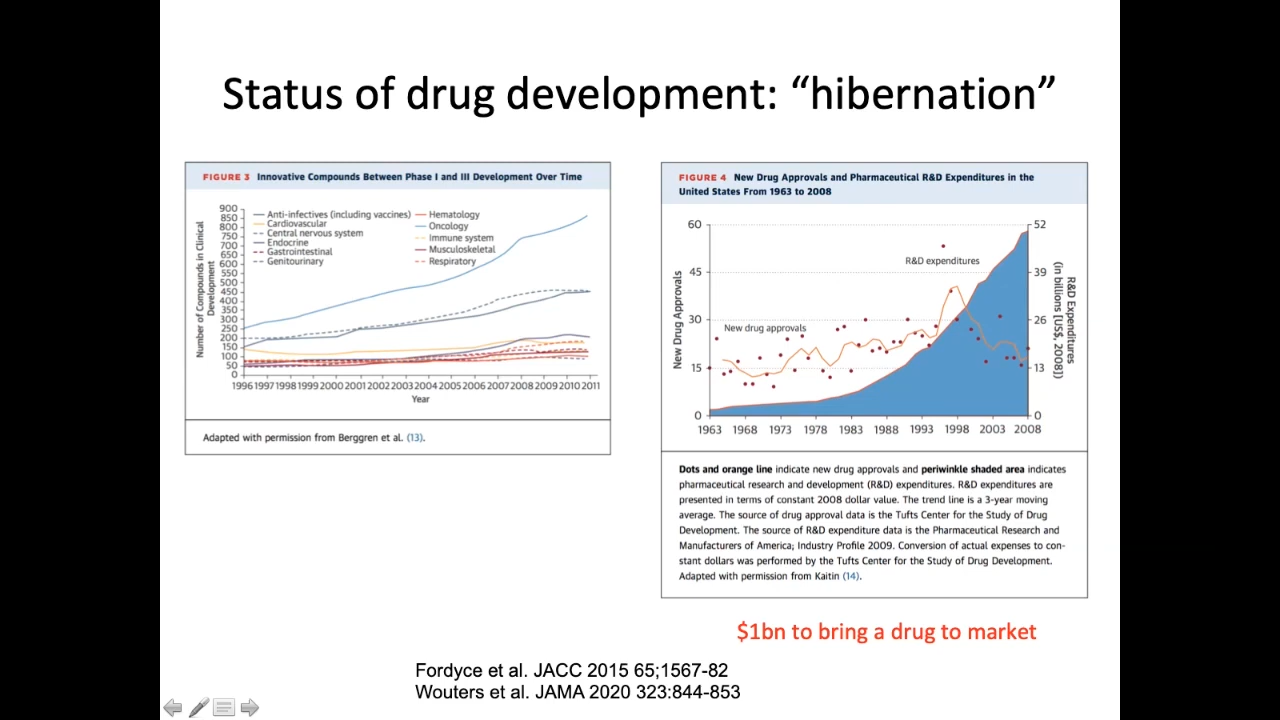 Status of drug development: “hibernation”
FIGURE 3 Innovative Compounds Between Phase I and III Development Over Time
Number of Compounds in Clinical
Development
900
850
800
750
700
650
600
550
500
450
400
350
300
250
200
150
100
50
0
Anti-infectives (including vaccines)
Cardiovascular
Central nervous system
Endocrine
Gastrointestinal
Genitourinary
Hematology
Oncology
Immune system
Musculoskeletal
Respiratory
1996 1997 1998 1999 2000 2001 2002 2003 2004 2005 2006 2007 2008 2009 2010 2011
Year
Adapted with permission from Berggren et al. (13).
FIGURE 4 New Drug Approvals and Pharmaceutical R&D Expenditures in the
United States From 1963 to 2008
New Drug Approvals
60
45
30
15
0
R&D expenditures
New drug approvals
52
39
26
13
0
R&D Expenditures
(in billions [US$, 2008])
1963 1968 1973 1978 1983 1988 1993 1998 2003 2008
Dots and orange line indicate new drug approvals and periwinkle shaded area indicates
pharmaceutical research and development (R&D) expenditures. R&D expenditures are
presented in terms of constant 2008 dollar value. The trend line is a 3-year moving
average. The source of drug approval data is the Tufts Center for the Study of Drug
Development. The source of R&D expenditure data is the Pharmaceutical Research and
Manufacturers of America; Industry Profile 2009. Conversion of actual expenses to con-
stant dollars was performed by the Tufts Center for the Study of Drug Development.
Adapted with permission from Kaitin (14).
$1bn to bring a drug to market
Fordyce et al. JACC 2015 65;1567-82
Wouters et al. JAMA 2020 323:844-853